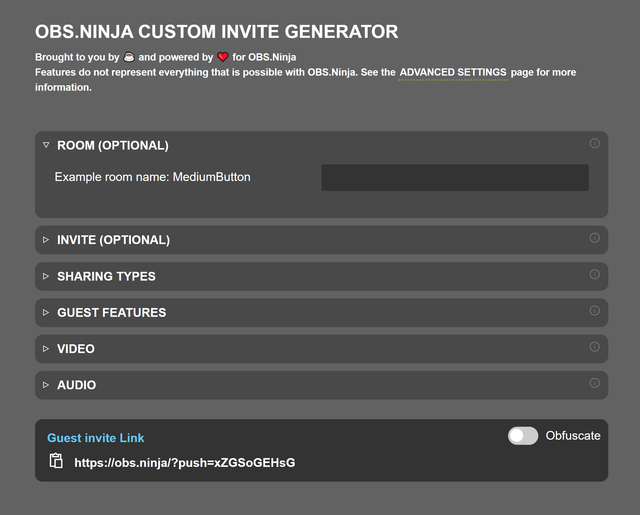 OBS.NINJA CUSTOM INVITE GENERATOR
Brought to you by ☕ and powered by ❤️ for OBS.Ninja
Features do not represent everything that is possible with OBS.Ninja. See the ADVANCED SETTINGS page for more
information.
ROOM (OPTIONAL)
Example room name: MediumButton
INVITE (OPTIONAL)
SHARING TYPES
GUEST FEATURES
VIDEO
AUDIO
Guest invite Link
Obfuscate
https://obs.ninja/?push=xZGSoGEHsG